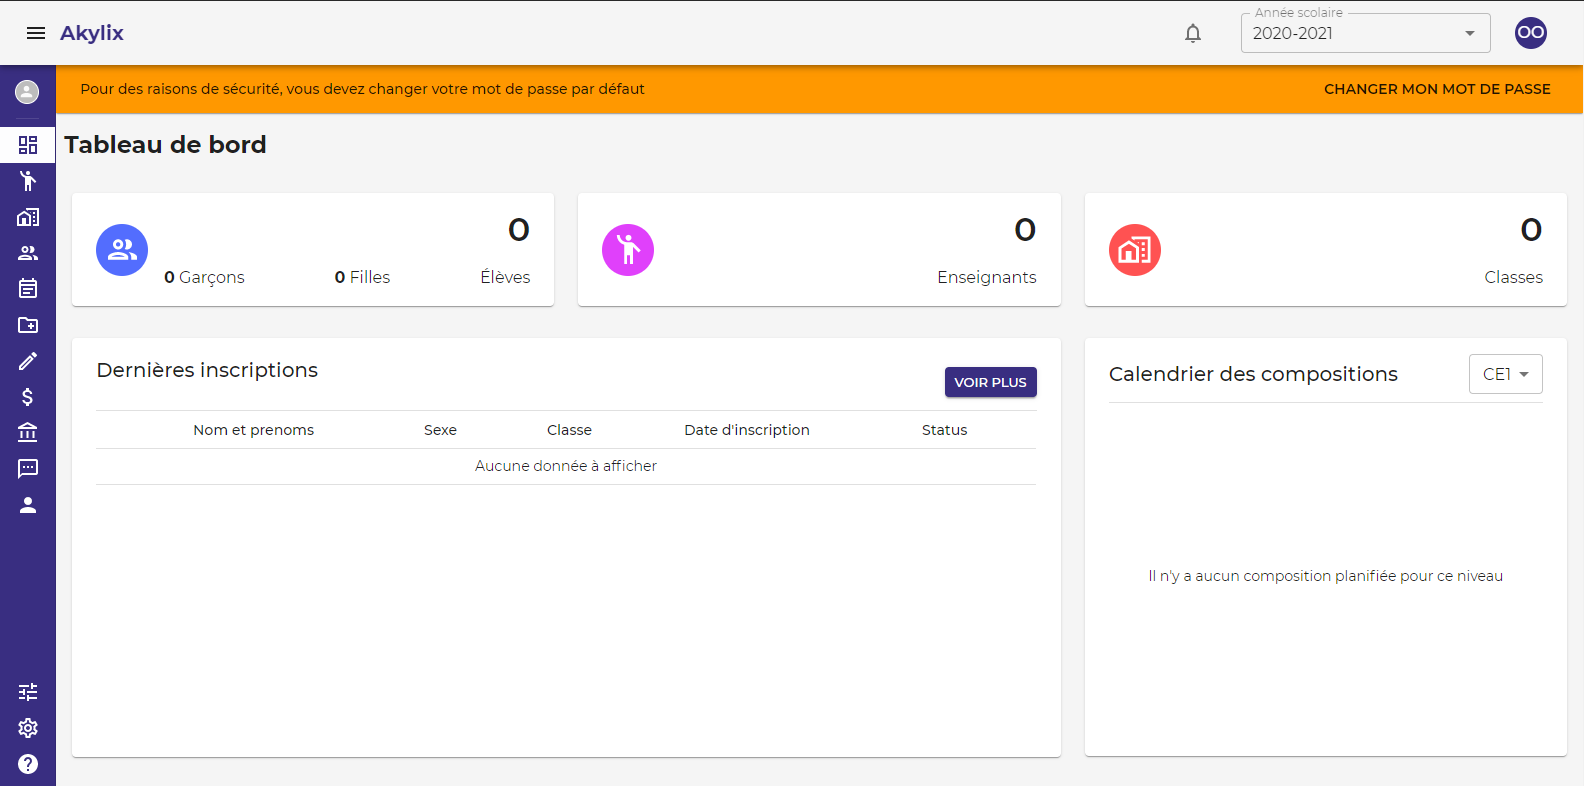 Akylix
Année scolaire
2020-2021
OO
Pour des raisons de sécurité, vous devez changer votre mot de passe par défaut
CHANGER MON MOT DE PASSE
Tableau de bord
0
0 Garçons
0 Filles
Élèves
0
Enseignants
0
Classes
Dernières inscriptions
VOIR PLUS
Nom et prenoms
Sexe
Classe
Date d'inscription
Status
Aucune donnée à afficher
Calendrier des compositions
CE1
Il n'y a aucun composition planifiée pour ce niveau